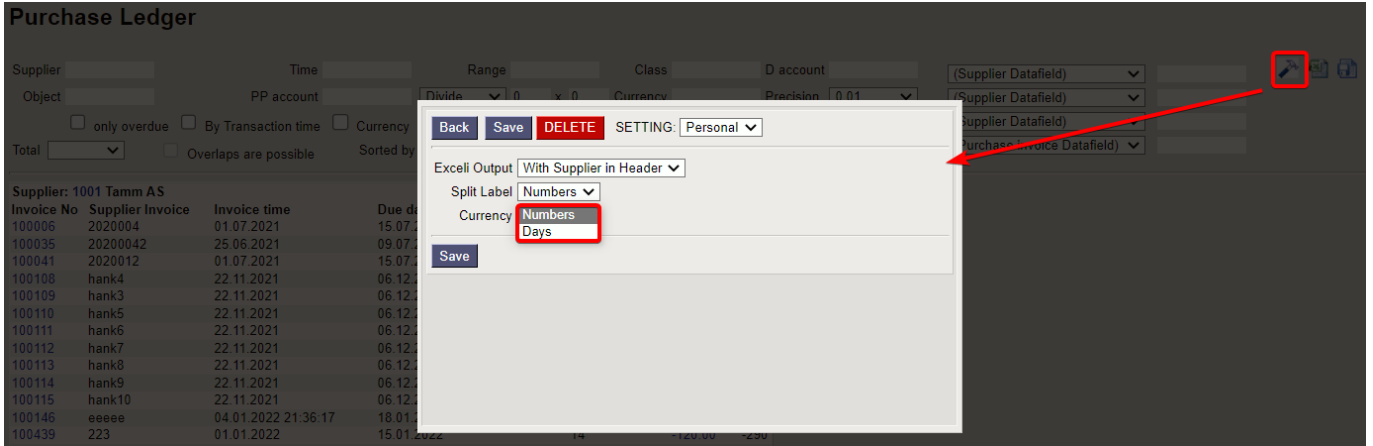 Purchase Ledger
Supplier Time Range Class D account (Supplier Datafield)
Object PP account Divide 0 x 0 Currency Precision 0.01 (Supplier Datafield)
only overdue By Transaction time Currency (Supplier Datafield)
Total Overlaps are possible Sorted by (Purchase Invoice Datafield)
Back Save DELETE SETTING: Personal
Exceli Output With Supplier in Header
Split Label Numbers
Currency Numbers
Days
Save
Supplier: 1001 Tamm AS
Invoice No Supplier Invoice Invoice time Due da
100006 2020004 01.07.2021 15.07.2
100035 20200042 25.06.2021 09.07.2
100041 2020012 01.07.2021 15.07.2
100108 hank4 22.11.2021 06.12.2
100109 hank3 22.11.2021 06.12.2
100110 hank5 22.11.2021 06.12.2
100111 hank6 22.11.2021 06.12.2
100112 hank7 22.11.2021 06.12.2
100113 hank8 22.11.2021 06.12.2
100114 hank9 22.11.2021 06.12.2
100115 hank10 22.11.2021 06.12.2
100146 eeeee 04.01.2022 21:36:17 18.01.2
100439 223 01.01.2022 15.01.2022 14 -120.00 -290